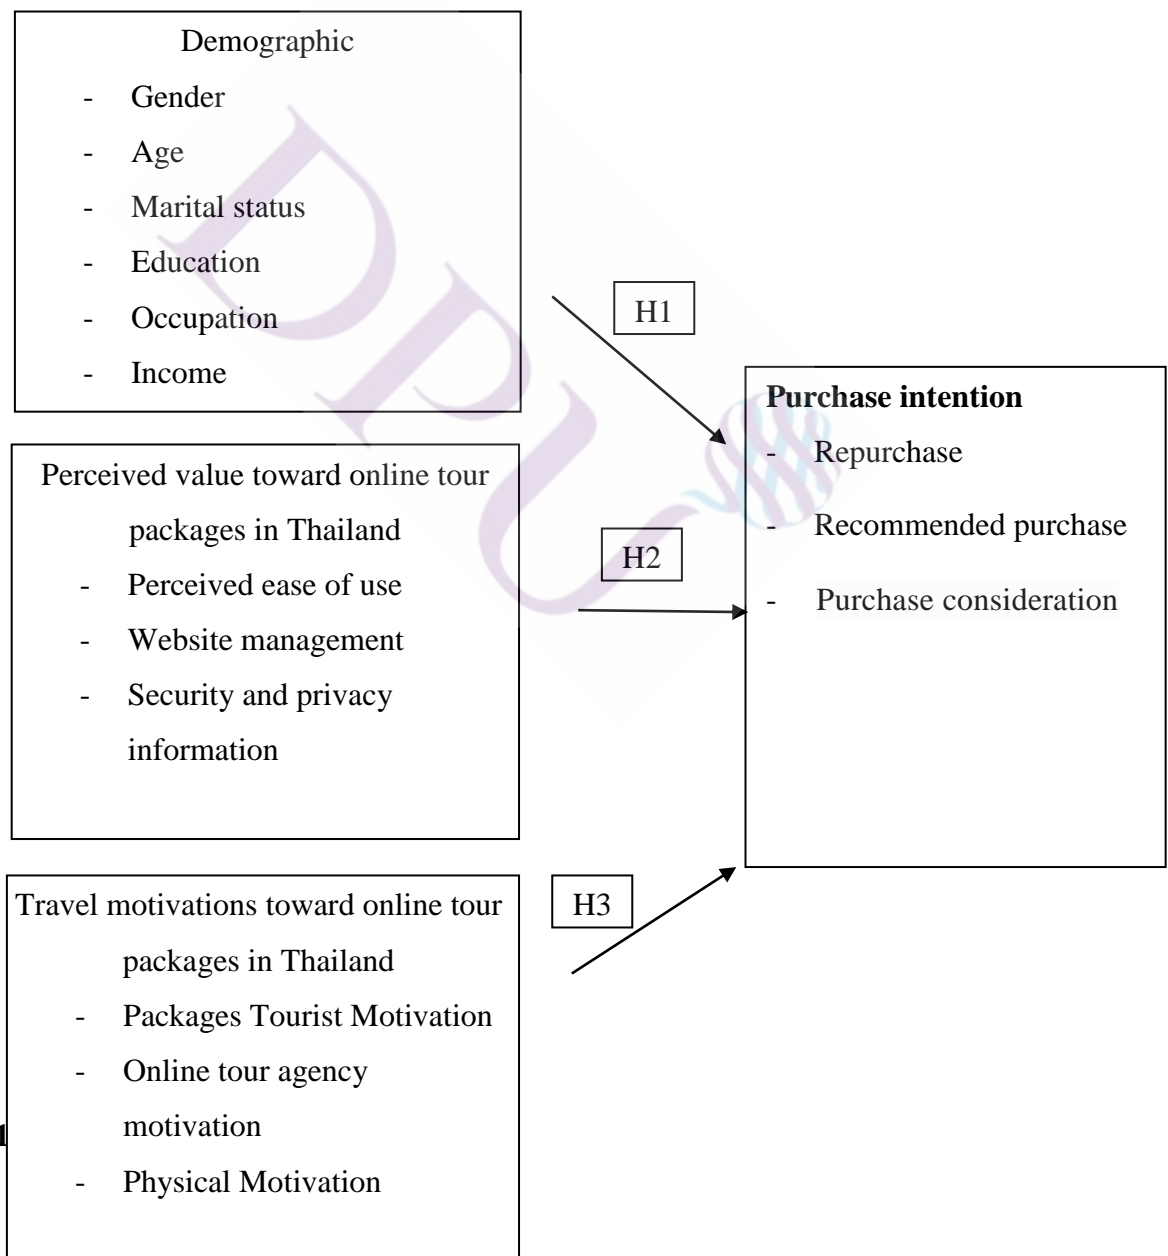 Demographic
- Gender
- Age
- Marital status
- Education
- Occupation
- Income
H1
Perceived value toward online tour
packages in Thailand
- Perceived ease of use
- Website management
- Security and privacy
information
H2
Travel motivations toward online tour
packages in Thailand
- Packages Tourist Motivation
- Online tour agency
motivation
- Physical Motivation
H3
Purchase intention
- Repurchase
- Recommended purchase
- Purchase consideration
DPU